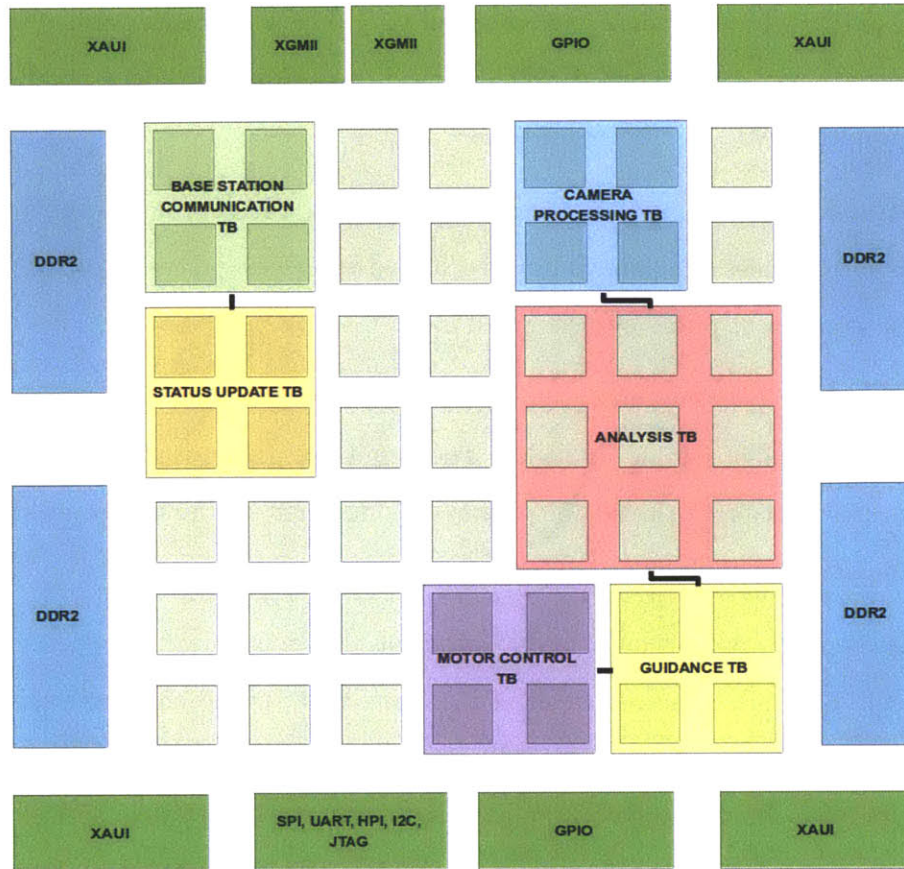 XAUI
XGMII
XGMII
GPIO
XAUI
BASE STATION
COMMUNICATION
TB
CAMERA
PROCESSING TB
DDR2
DDR2
STATUS UPDATE TB
ANALYSIS TB
DDR2
DDR2
MOTOR CONTROL
TB
GUIDANCE TB
XAUI
SPI, UART, HPI, I2C,
JTAG
GPIO
XAUI